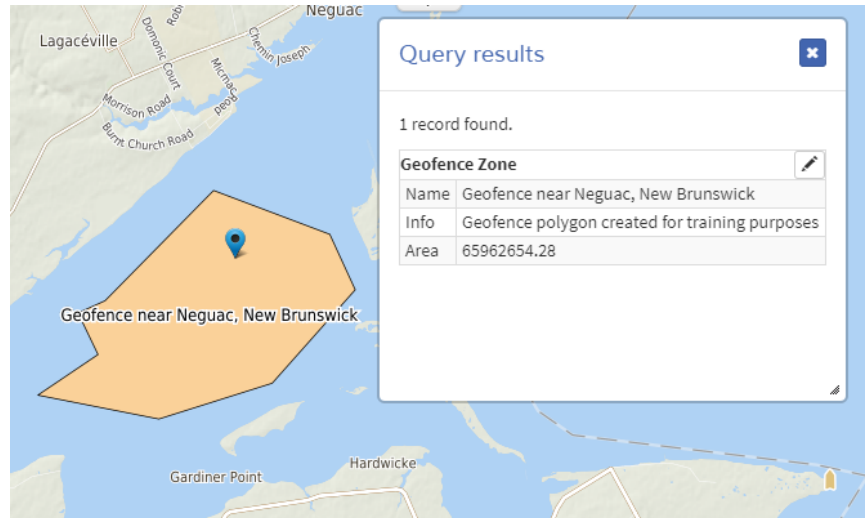 Neguac
Lagacéville
Domonic Court
Chemin Joseph
Micmac Road
Morrison Road
Burnt Church Road
Geofence near Neguac, New Brunswick
Gardiner Point
Hardwicke
Query results
1 record found.
Geofence Zone
Name Geofence near Neguac, New Brunswick
Info Geofence polygon created for training purposes
Area 65962654.28